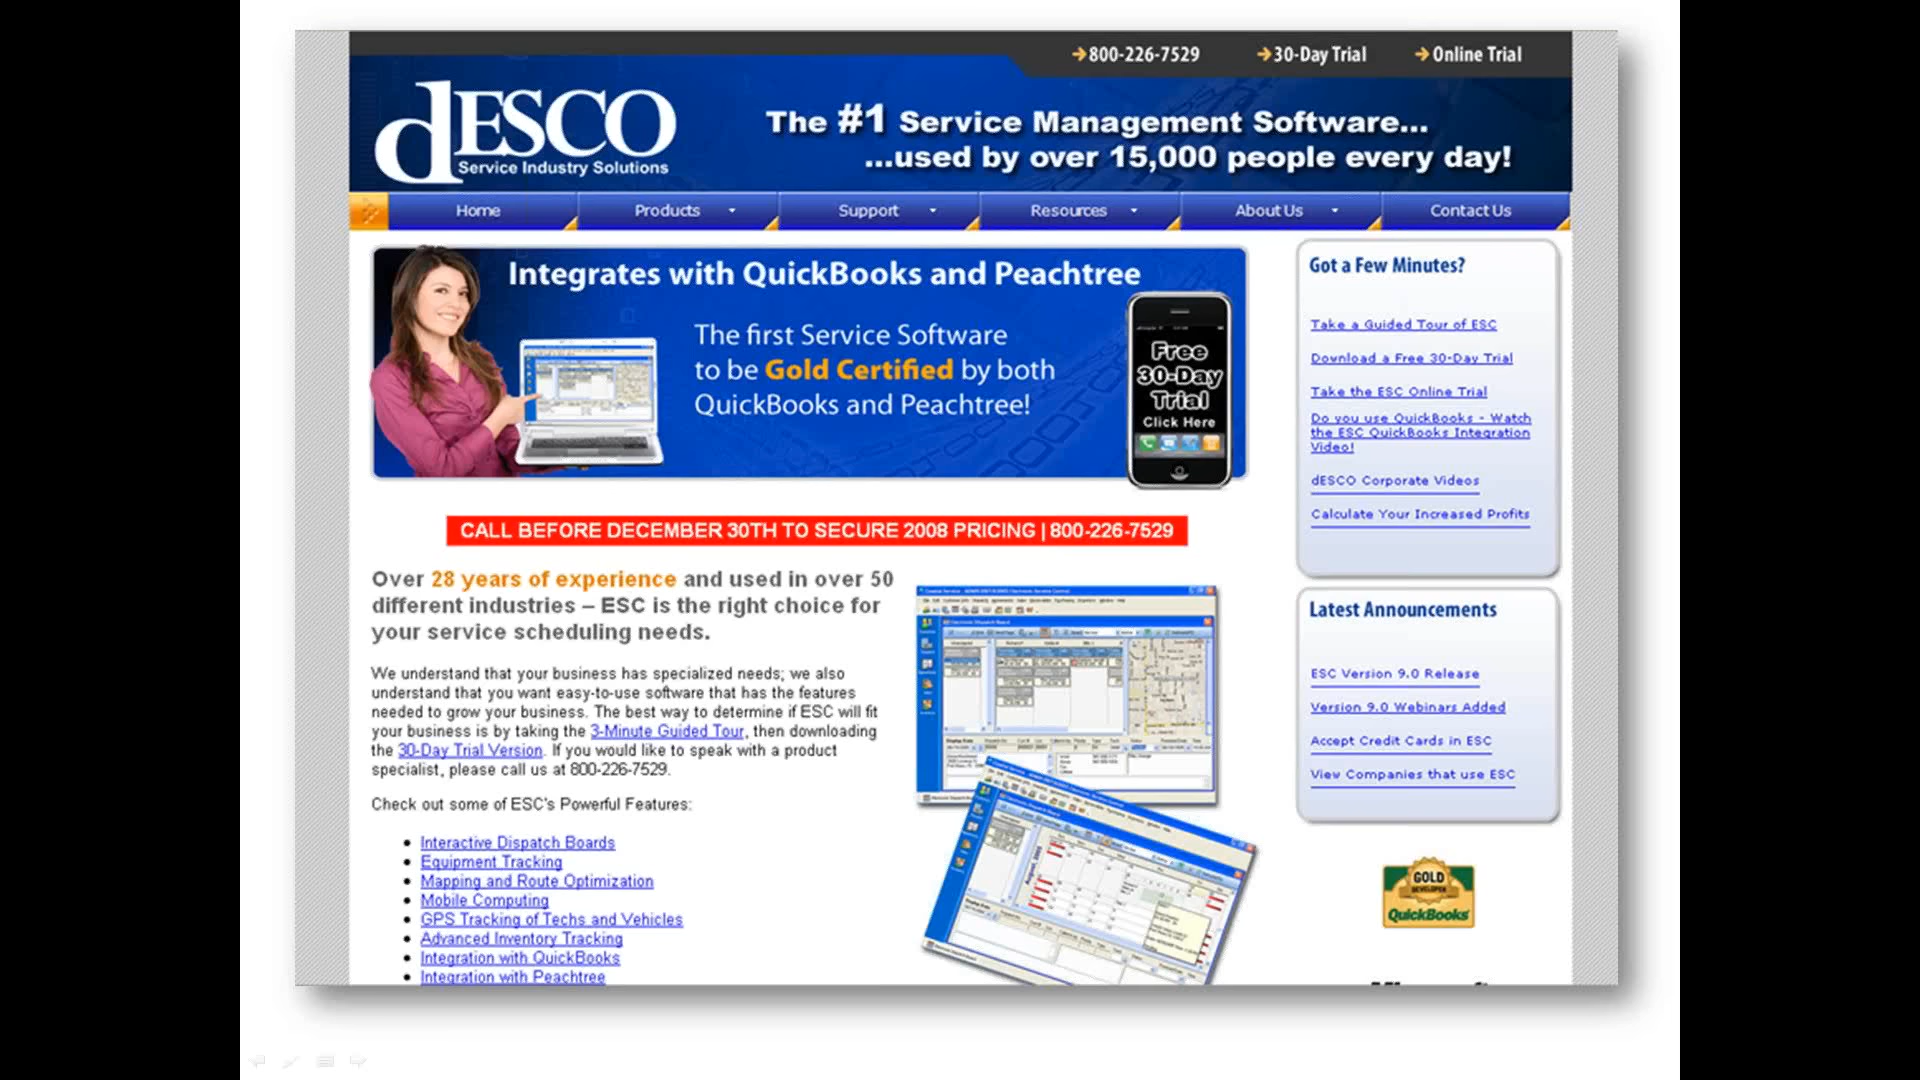 800-226-7529
30-Day Trial
Online Trial
dESCO
Service Industry Solutions
The #1 Service Management Software...
...used by over 15,000 people every day!
Home
Products
Support
Resources
About Us
Contact Us
Integrates with QuickBooks and Peachtree
The first Service Software
to be Gold Certified by both
QuickBooks and Peachtree!
Free
30-Day
Trial
Click Here
CALL BEFORE DECEMBER 30TH TO SECURE 2008 PRICING | 800-226-7529
Over 28 years of experience and used in over 50
different industries – ESC is the right choice for
your service scheduling needs.
We understand that your business has specialized needs; we also
understand that you want easy-to-use software that has the features
needed to grow your business. The best way to determine if ESC will fit
your business is by taking the 3-Minute Guided Tour, then downloading
the 30-Day Trial Version. If you would like to speak with a product
specialist, please call us at 800-226-7529.
Check out some of ESC's Powerful Features:
Interactive Dispatch Boards
Equipment Tracking
Mapping and Route Optimization
Mobile Computing
GPS Tracking of Techs and Vehicles
Advanced Inventory Tracking
Integration with QuickBooks
Integration with Peachtree
Got a Few Minutes?
Take a Guided Tour of ESC
Download a Free 30-Day Trial
Take the ESC Online Trial
Do you use QuickBooks - Watch
the ESC QuickBooks Integration
Video!
dESCO Corporate Videos
Calculate Your Increased Profits
Latest Announcements
ESC Version 9.0 Release
Version 9.0 Webinars Added
Accept Credit Cards in ESC
View Companies that use ESC
GOLD
DEVELOPER
QuickBooks